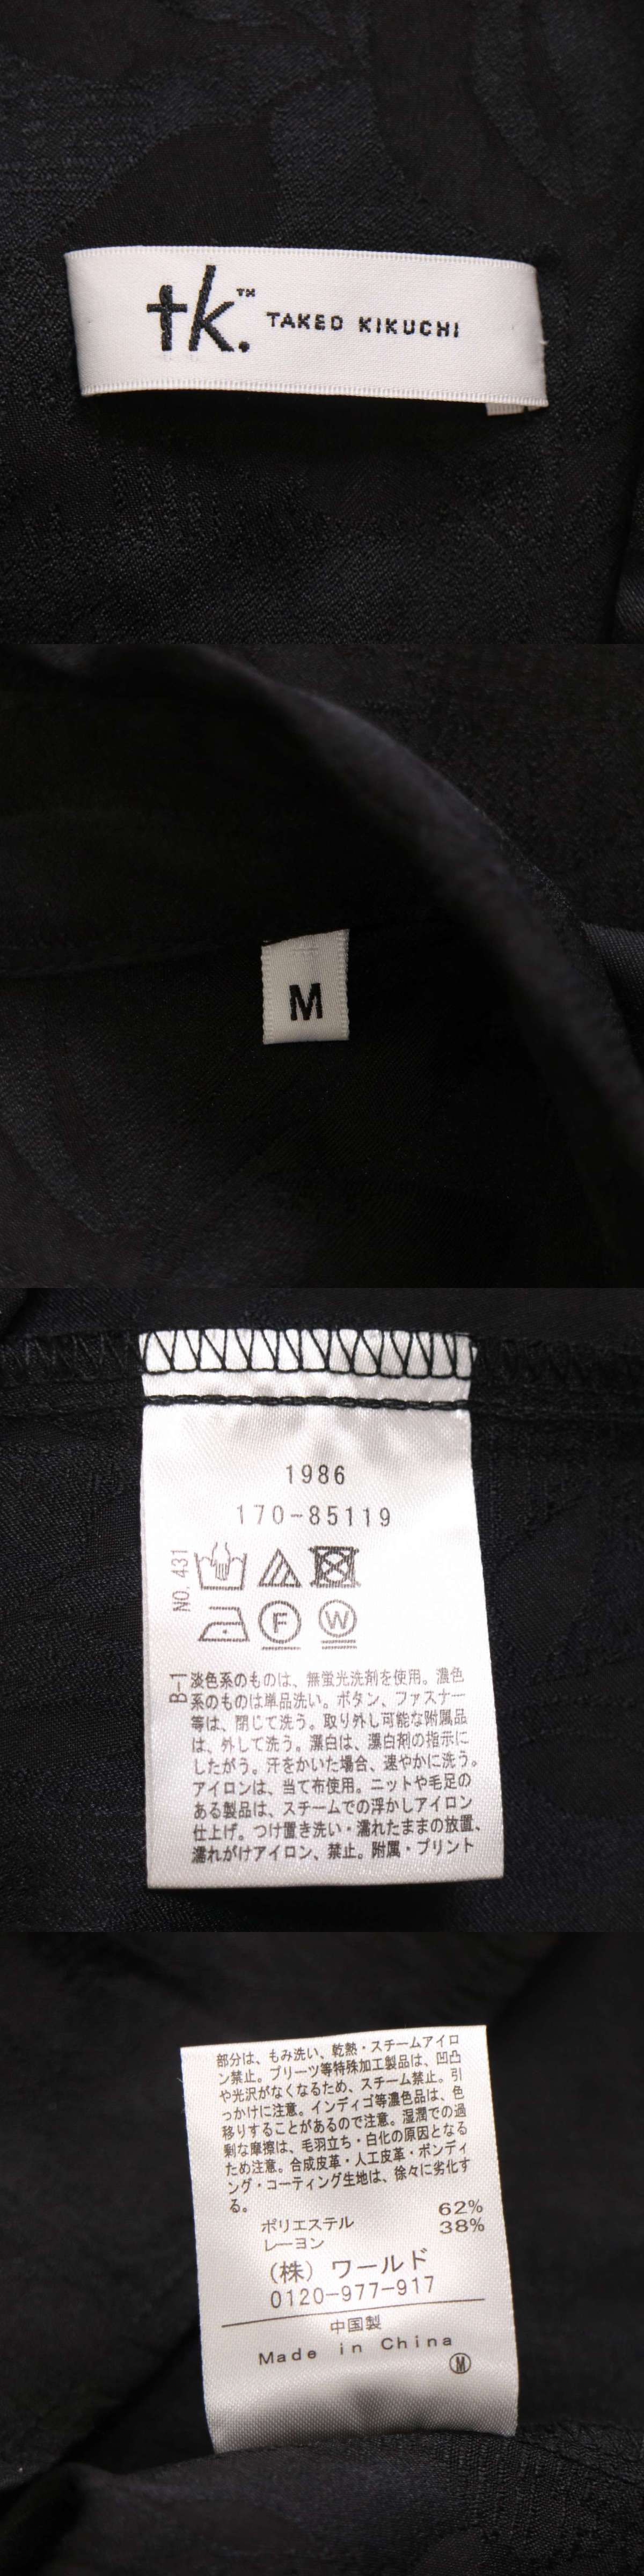 tk.™ TAKEO KIKUCHI
M
1986
170-85119
NO. 431
F
W
B-1
淡色系のものは、無蛍光洗剤を使用。濃色
系のものは単品洗い。ボタン、ファスナー
等は、閉じて洗う。取り外し可能な附属品
は、外して洗う。漂白は、漂白剤の指示に
したがう。汗をかいた場合、速やかに洗う。
アイロンは、当て布使用。ニットや毛足の
ある製品は、スチームでの浮かしアイロン
仕上げ。つけ置き洗い・濡れたままの放置、
濡れがけアイロン、禁止。附属・プリント
部分は、もみ洗い、乾熱・スチームアイロ
ン禁止。プリーツ等特殊加工製品は、凹凸
や光沢がなくなるため、スチーム禁止。引
っかけに注意。インディゴ等濃色品は、色
移りすることがあるので注意。湿潤での過
剰な摩擦は、毛羽立ち・白化の原因となる
ため注意。合成皮革・人工皮革・ボンディ
ング・コーティング生地は、徐々に劣化す
る。
ポリエステル 62%
レーヨン 38%
(株) ワールド
0120-977-917
中国製
Made in China
M